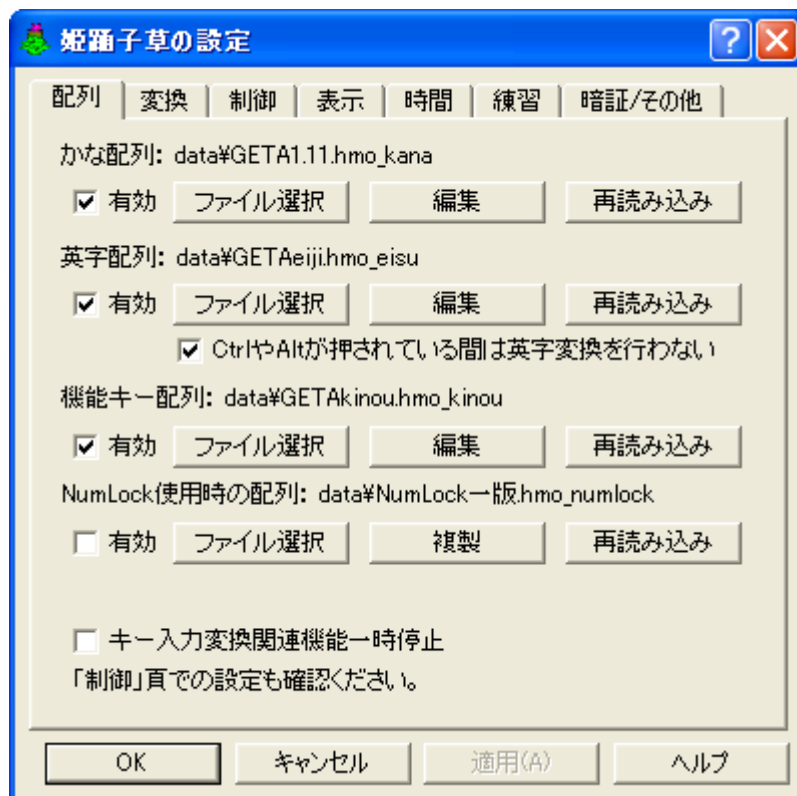 姫踊子草の設定
配列 変換 制御 表示 時間 練習 暗証/その他
かな配列: data¥GETA1.11.hmo_kana
有効 ファイル選択 編集 再読み込み
英字配列: data¥GETAeiji.hmo_eisu
有効 ファイル選択 編集 再読み込み
CtrlやAltが押されている間は英字変換を行わない
機能キー配列: data¥GETAkinou.hmo_kinou
有効 ファイル選択 編集 再読み込み
NumLock使用時の配列: data¥NumLock一版.hmo_numlock
有効 ファイル選択 複製 再読み込み
キー入力変換関連機能一時停止
「制御」頁での設定も確認ください。
OK キャンセル 適用(A) ヘルプ